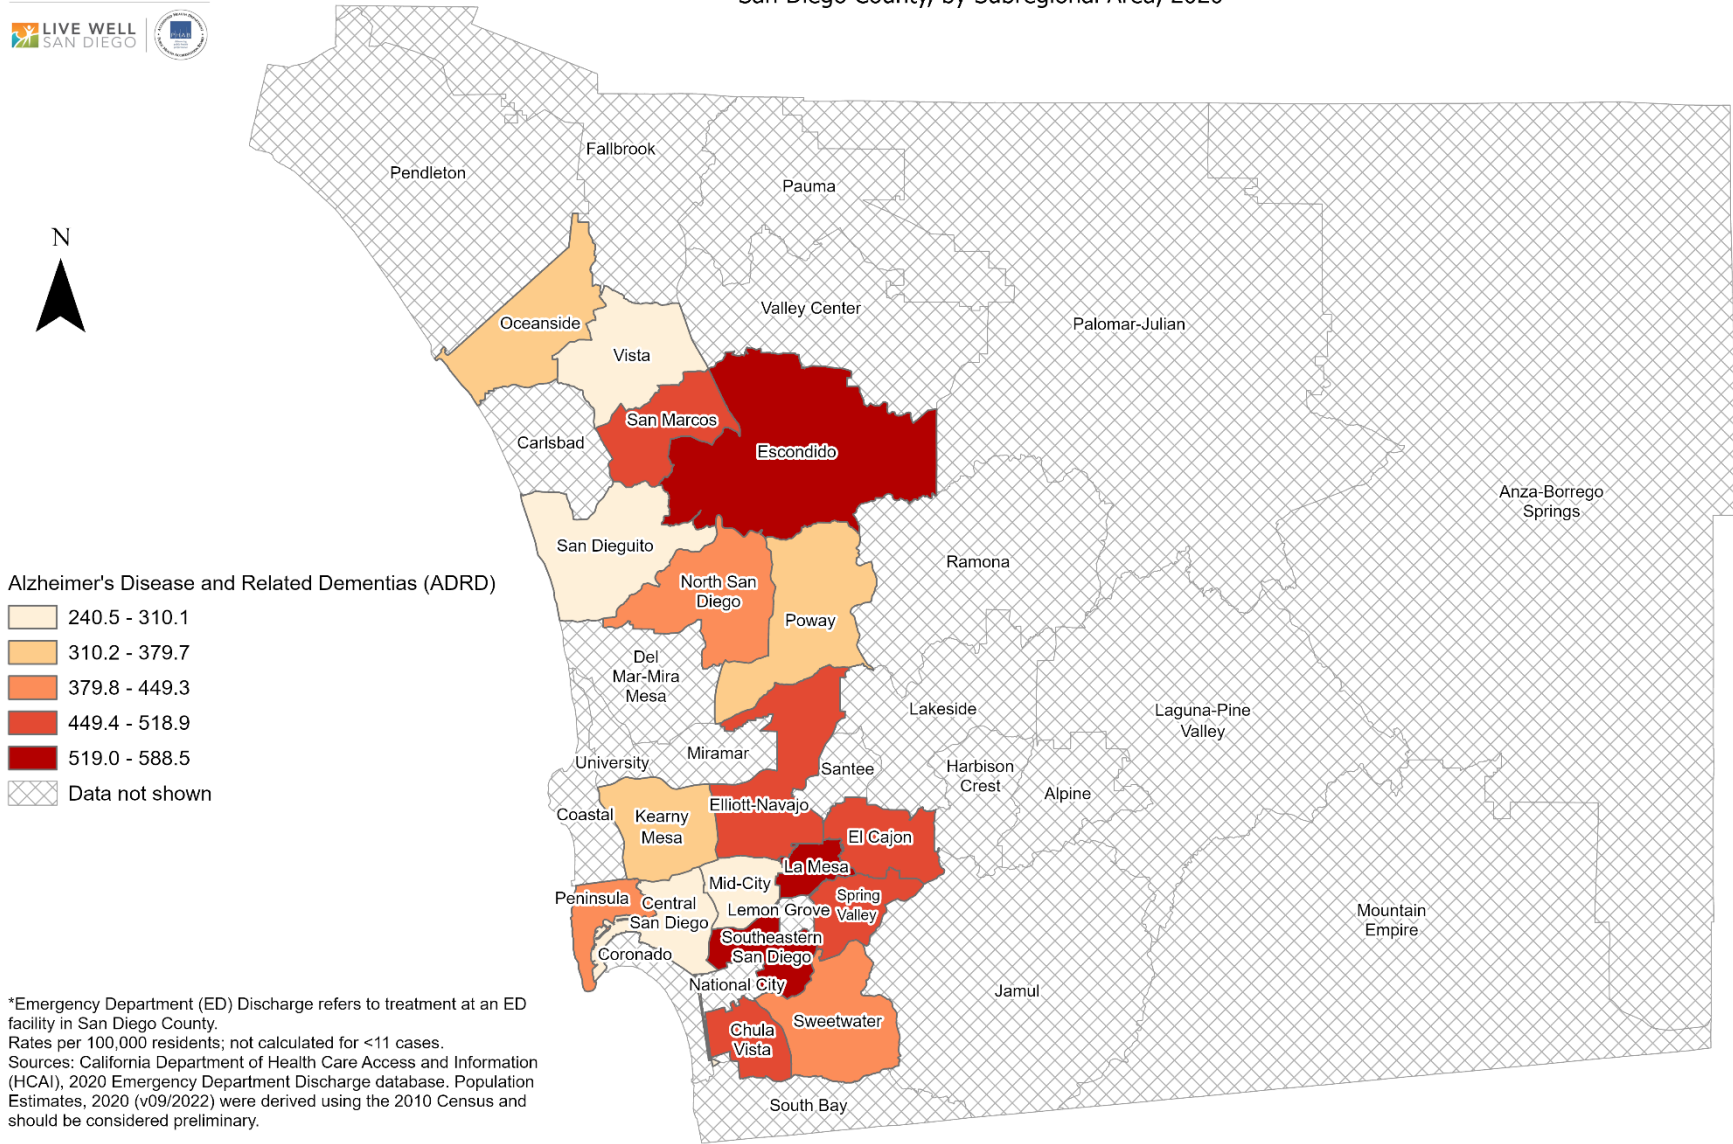 San Diego County, by Subregional Area, 2020
LIVE WELL
SAN DIEGO
PHAB
Fallbrook
Pendleton
Pauma
N
Valley Center
Oceanside
Palomar-Julian
Vista
San Marcos
Carlsbad
Escondido
Anza-Borrego
Springs
San Dieguito
Ramona
North San
Diego
Poway
Del
Mar-Mira
Mesa
Lakeside
Laguna-Pine
Valley
Miramar
University
Santee
Harbison
Crest
Alpine
Coastal
Kearny
Mesa
Elliott-Navajo
El Cajon
La Mesa
Mid-City
Peninsula
Central
San Diego
Lemon Grove
Spring
Valley
Mountain
Empire
Southeastern
San Diego
Coronado
National City
Jamul
Sweetwater
Chula
Vista
South Bay
Alzheimer's Disease and Related Dementias (ADRD)
240.5 - 310.1
310.2 - 379.7
379.8 - 449.3
449.4 - 518.9
519.0 - 588.5
Data not shown
*Emergency Department (ED) Discharge refers to treatment at an ED
facility in San Diego County.
Rates per 100,000 residents; not calculated for <11 cases.
Sources: California Department of Health Care Access and Information
(HCAI), 2020 Emergency Department Discharge database. Population
Estimates, 2020 (v09/2022) were derived using the 2010 Census and
should be considered preliminary.